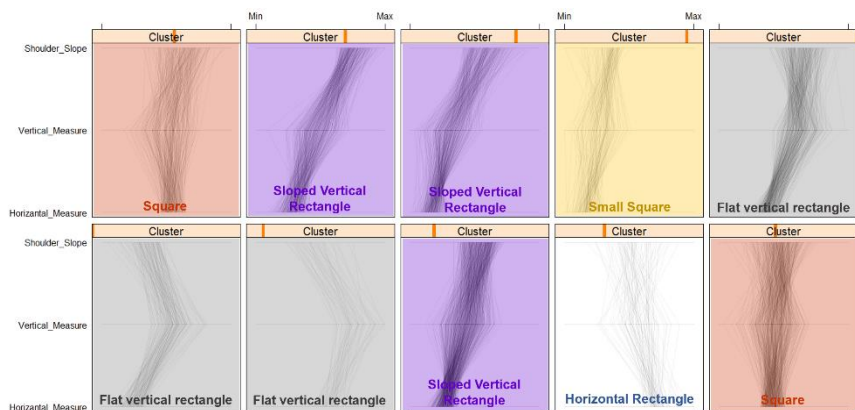 Min Max Min Max
Cluster Cluster Cluster Cluster Cluster
Shoulder_Slope
Vertical_Measure
Horizantal_Measure
Square
Sloped Vertical
Rectangle
Sloped Vertical
Rectangle
Small Square
Flat vertical rectangle
Cluster Cluster Cluster Cluster Cluster
Shoulder_Slope
Vertical_Measure
Horizantal_Measure
Flat vertical rectangle
Flat vertical rectangle
Sloped Vertical
Rectangle
Horizontal Rectangle
Square